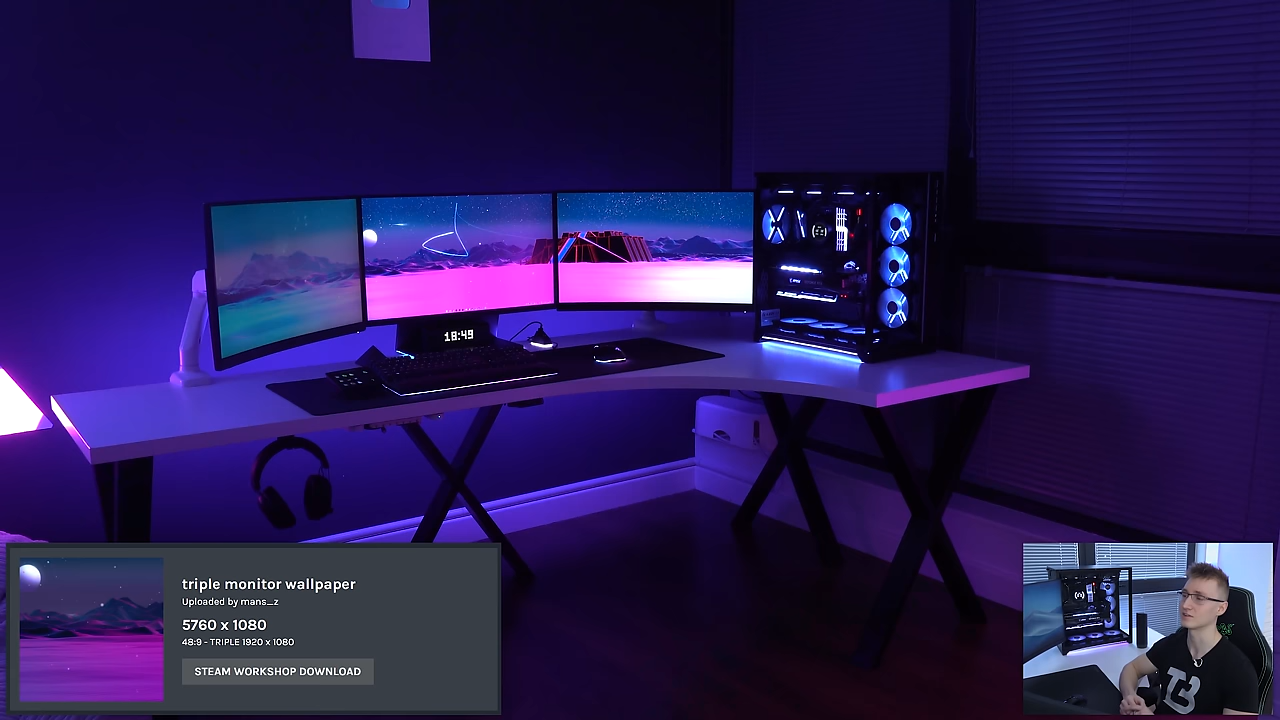 18:49
triple monitor wallpaper
Uploaded by mans_z
5760 x 1080
48:9 - TRIPLE 1920 x 1080
STEAM WORKSHOP DOWNLOAD